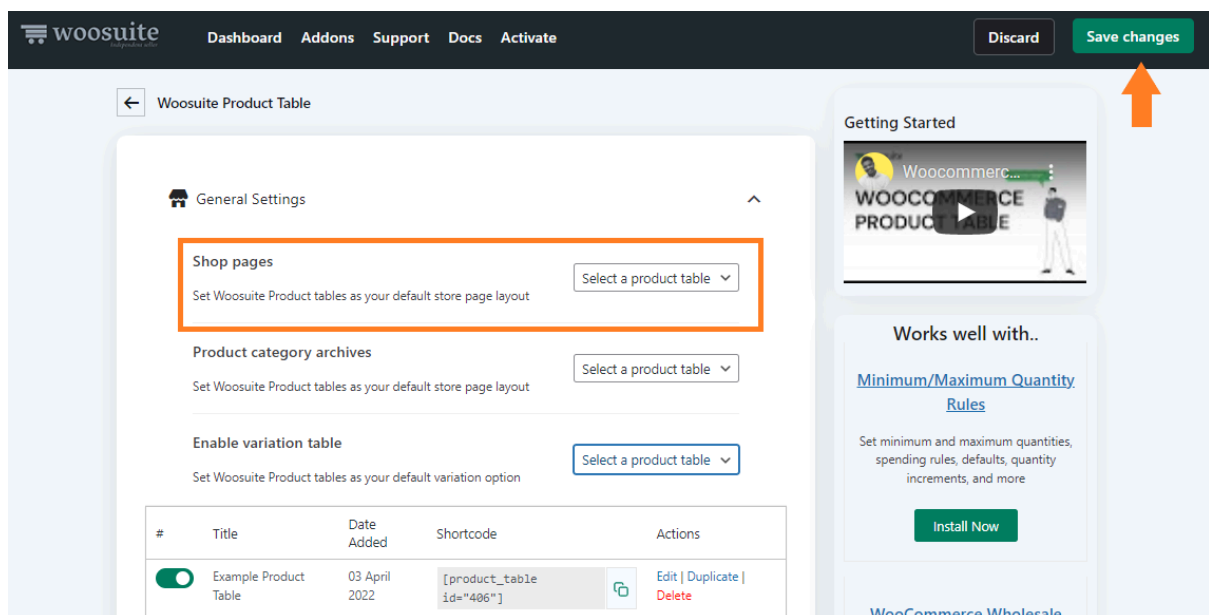 woosuite
Dashboard Addons Support Docs Activate
Discard
Save changes
Woosuite Product Table
General Settings
Shop pages
Set Woosuite Product tables as your default store page layout
Select a product table
Product category archives
Set Woosuite Product tables as your default store page layout
Select a product table
Enable variation table
Set Woosuite Product tables as your default variation option
Select a product table
# Title Date Added Shortcode Actions
Example Product Table
03 April 2022
[product_table
id="406"]
Edit | Duplicate |
Delete
Getting Started
Woocommerc...
WOOCOMMERCE
PRODUCT TABLE
Works well with..
Minimum/Maximum Quantity
Rules
Set minimum and maximum quantities,
spending rules, defaults, quantity
increments, and more
Install Now
WooCommerce Wholesale